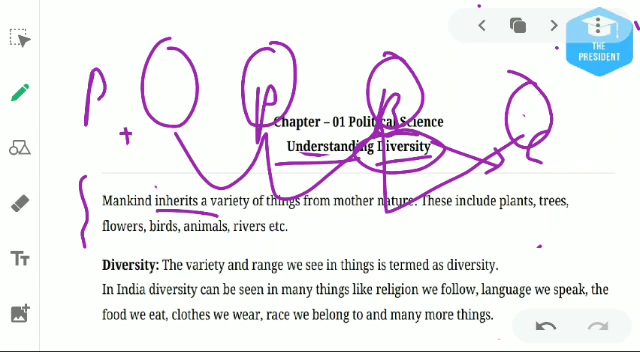 THE
PRESIDENT
Chapter – 01 Political Science
Understanding Diversity
Mankind inherits a variety of things from mother nature. These include plants, trees,
flowers, birds, animals, rivers etc.
Diversity: The variety and range we see in things is termed as diversity.
In India diversity can be seen in many things like religion we follow, language we speak, the
food we eat, clothes we wear, race we belong to and many more things.